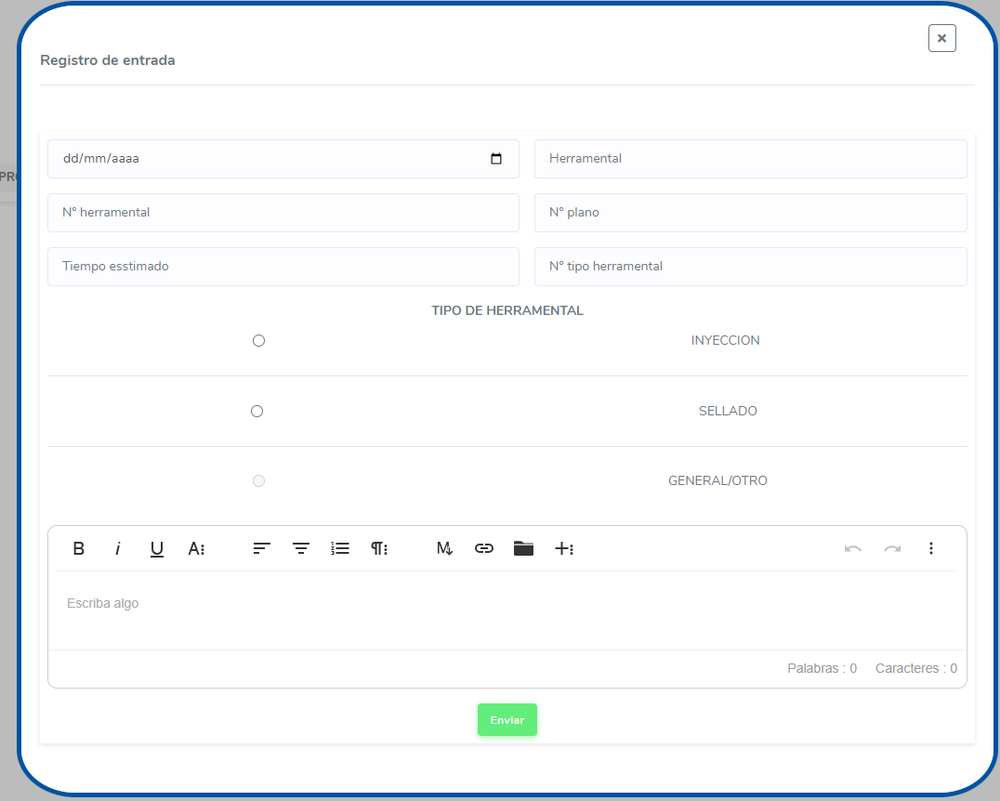 Registro de entrada
dd/mm/aaaa
Herramental
PRO
N° herramental
N° plano
Tiempo esstimado
N° tipo herramental
TIPO DE HERRAMENTAL
INYECCION
SELLADO
GENERAL/OTRO
Escriba algo
Palabras : 0 Caracteres : 0
Enviar